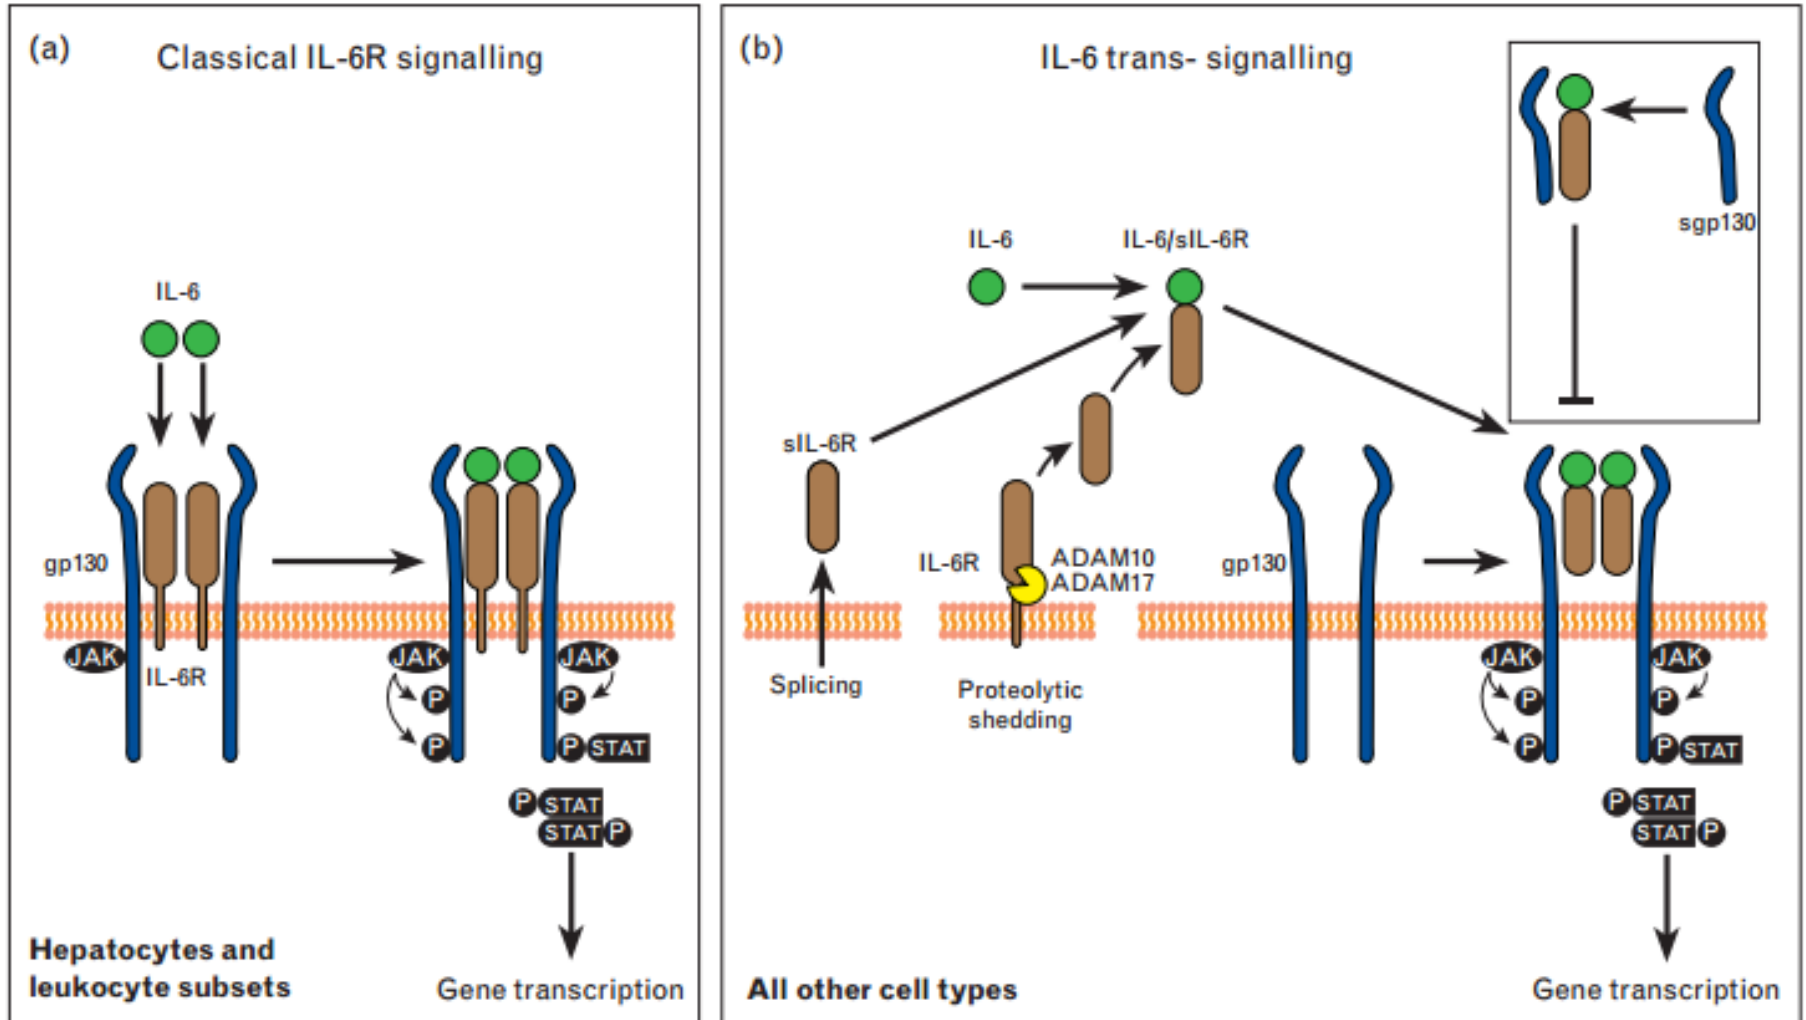 (a)
Classical IL-6R signalling
IL-6
gp130
JAK
IL-6R
JAK
JAK
P
P
P
P
STAT
P
STAT
STAT
P
Hepatocytes and
leukocyte subsets
Gene transcription
(b)
IL-6 trans- signalling
sgp130
IL-6
IL-6/sIL-6R
sIL-6R
IL-6R
ADAM10
ADAM17
gp130
Splicing
Proteolytic
shedding
JAK
JAK
P
P
P
P
STAT
P
STAT
STAT
P
All other cell types
Gene transcription